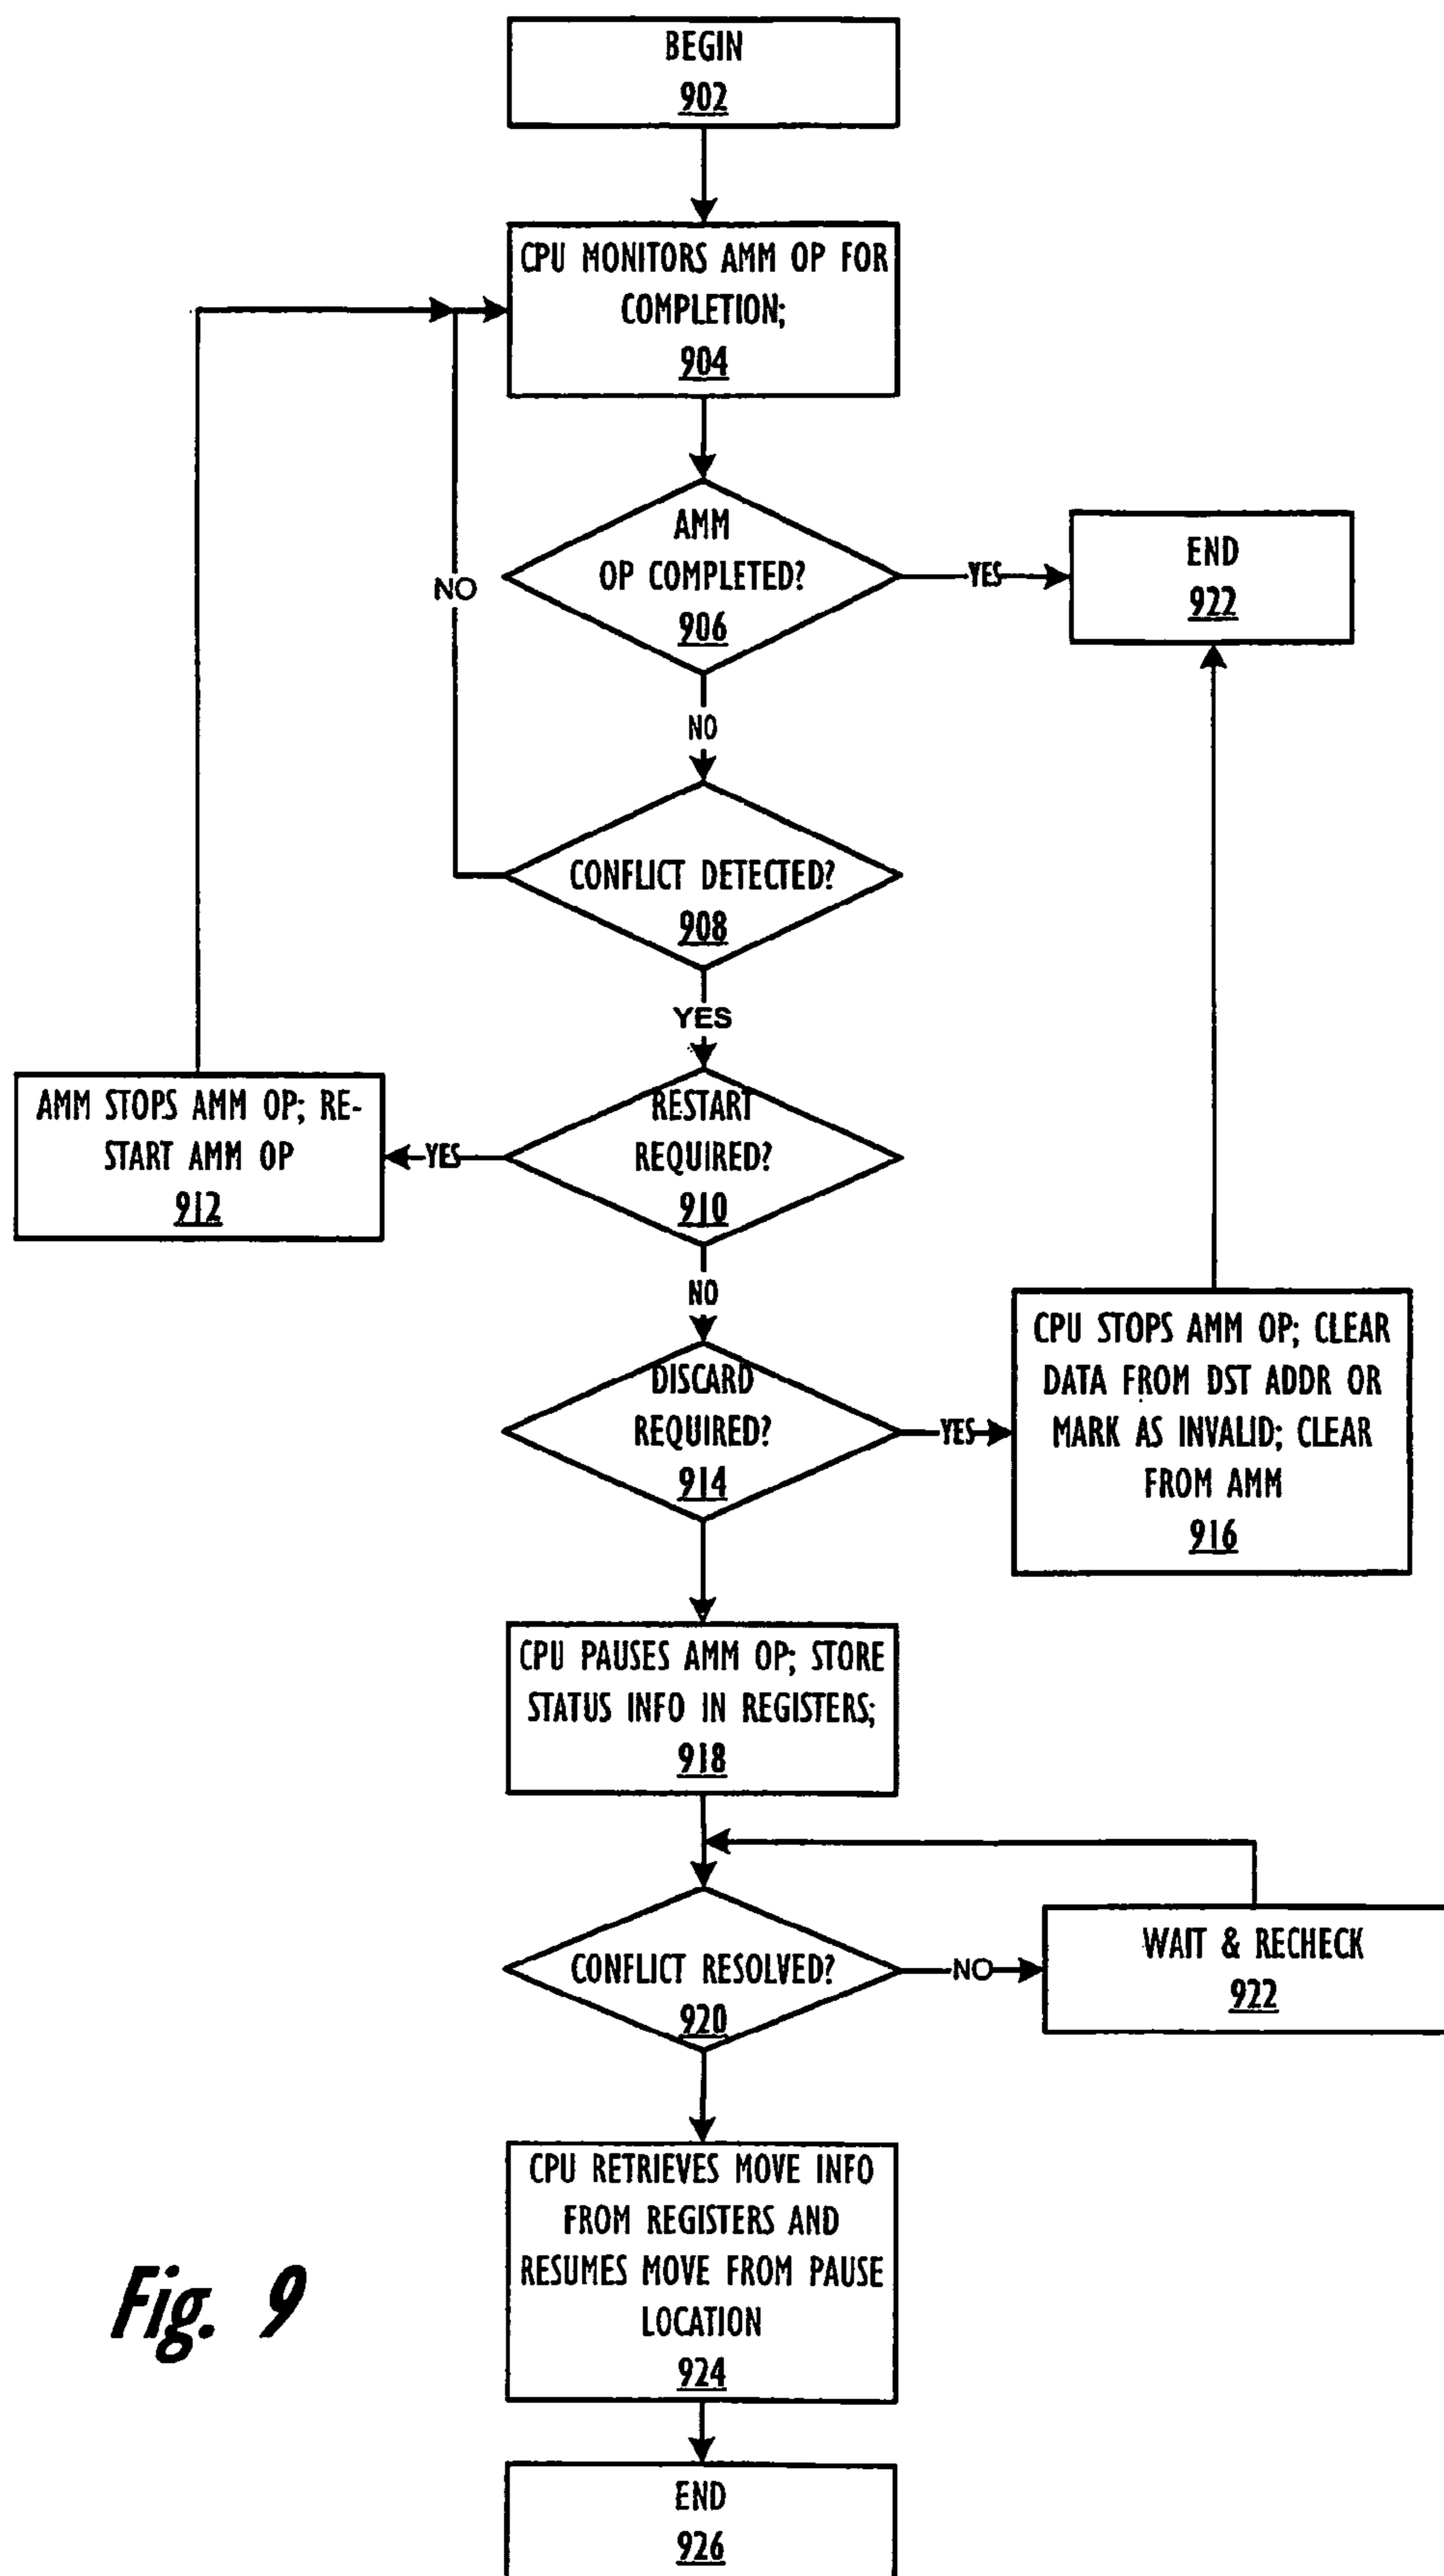 BEGIN
902
CPU MONITORS AMM OP FOR
COMPLETION;
904
AMM
OP COMPLETED?
906
YES
END
922
NO
NO
CONFLICT DETECTED?
908
YES
RESTART
REQUIRED?
910
YES
AMM STOPS AMM OP; RE-
START AMM OP
912
NO
DISCARD
REQUIRED?
914
YES
CPU STOPS AMM OP; CLEAR
DATA FROM DST ADDR OR
MARK AS INVALID; CLEAR
FROM AMM
916
CPU PAUSES AMM OP; STORE
STATUS INFO IN REGISTERS;
918
CONFLICT RESOLVED?
920
NO
WAIT & RECHECK
922
CPU RETRIEVES MOVE INFO
FROM REGISTERS AND
RESUMES MOVE FROM PAUSE
LOCATION
924
END
926
Fig. 9